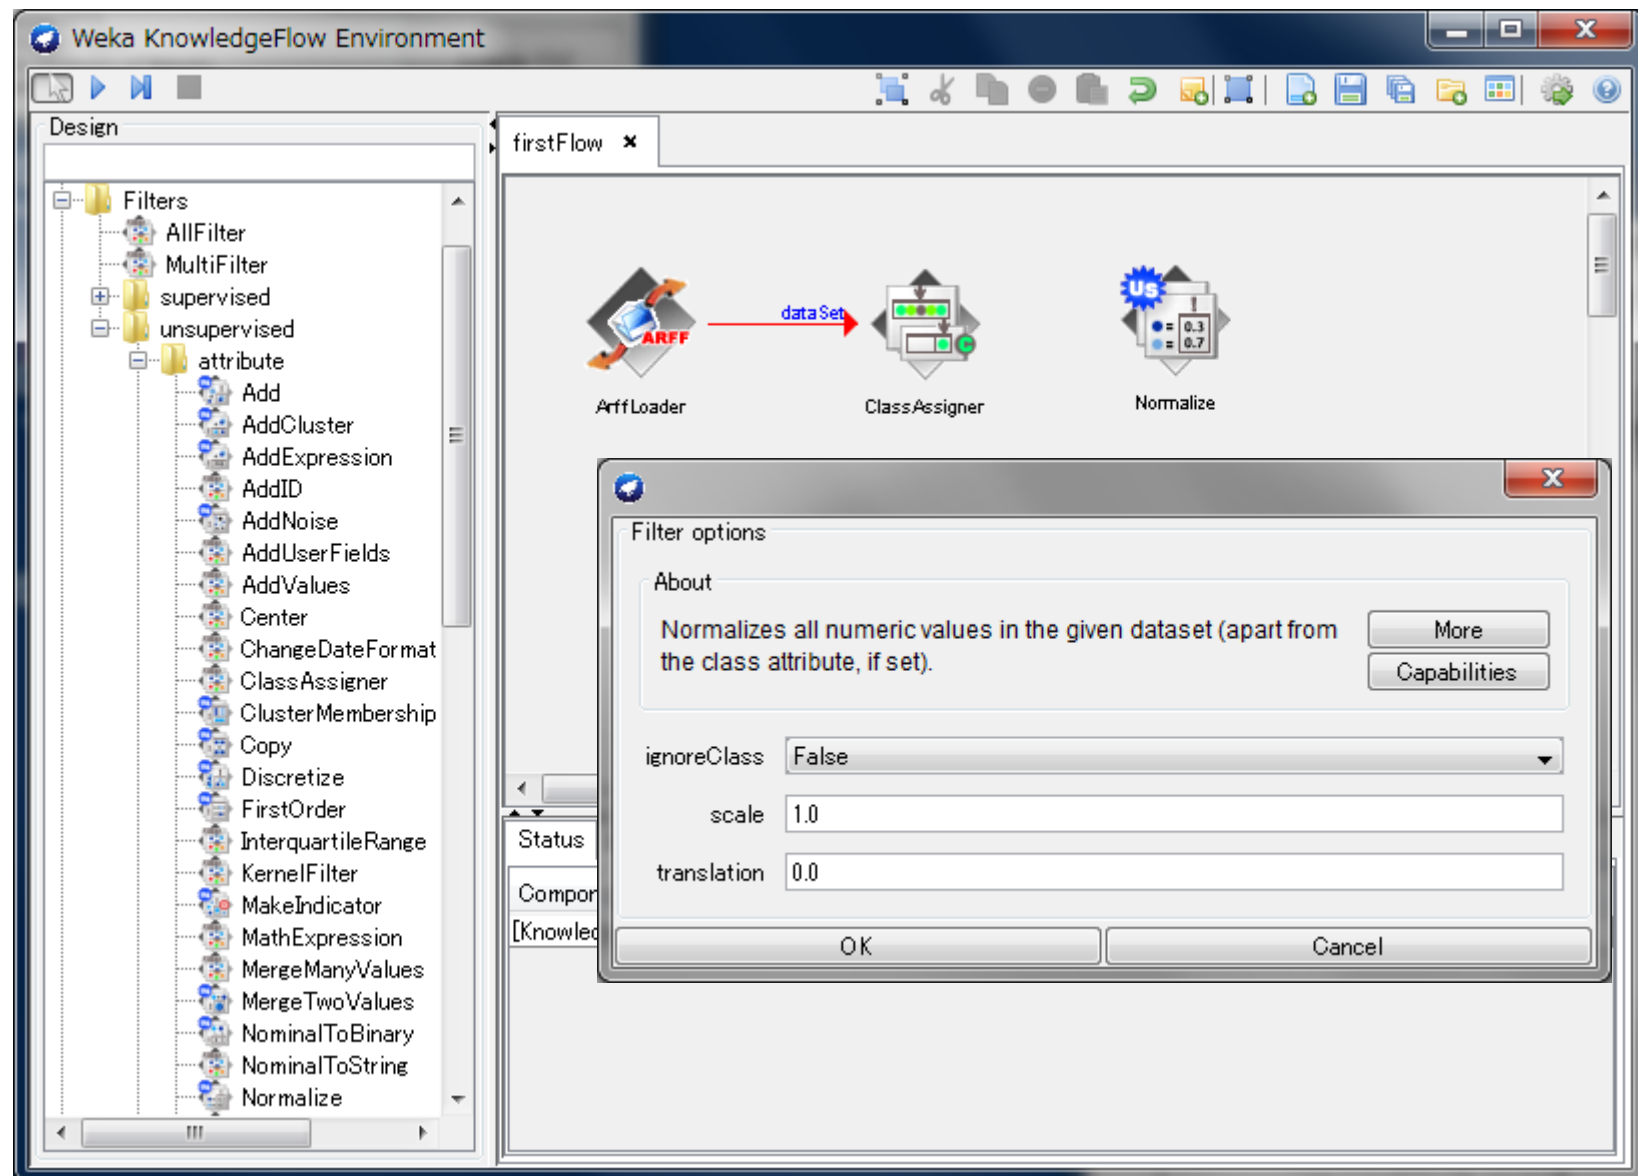 Weka KnowledgeFlow Environment
Design
Filters
AllFilter
MultiFilter
supervised
unsupervised
attribute
Add
AddCluster
AddExpression
AddID
AddNoise
AddUserFields
AddValues
Center
ChangeDateFormat
ClassAssigner
ClusterMembership
Copy
Discretize
FirstOrder
InterquartileRange
KernelFilter
MakeIndicator
MathExpression
MergeManyValues
MergeTwoValues
NominalToBinary
NominalToString
Normalize
firstFlow
dataSet
ARFF
C
Us
= 0.3
= 0.7
ArffLoader
ClassAssigner
Normalize
Filter options
About
Normalizes all numeric values in the given dataset (apart from
the class attribute, if set).
More
Capabilities
ignoreClass False
scale 1.0
translation 0.0
OK
Cancel
Status
Compor
[Knowled